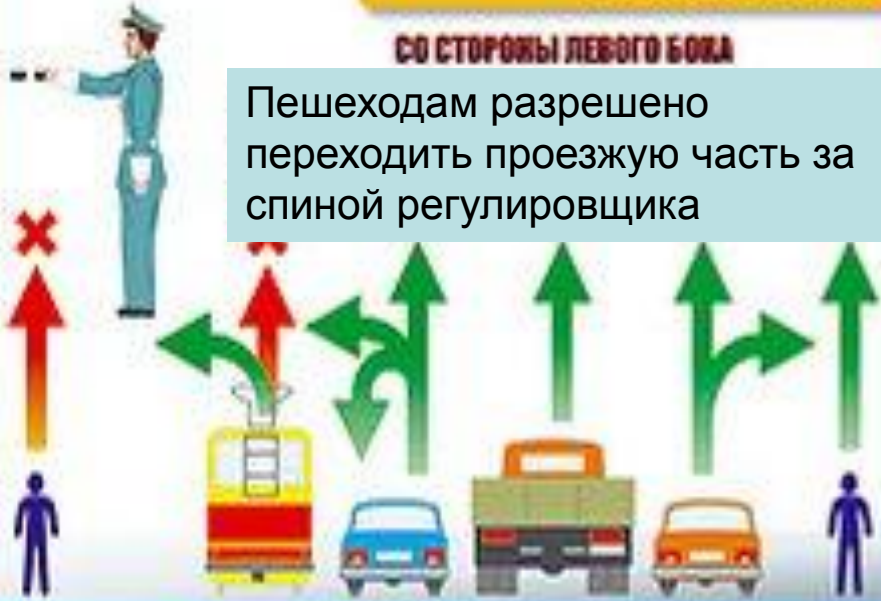 СО СТОРОНЫ ЛЕВОГО БОКА
Пешеходам разрешено
переходить проезжую часть за
спиной регулировщика